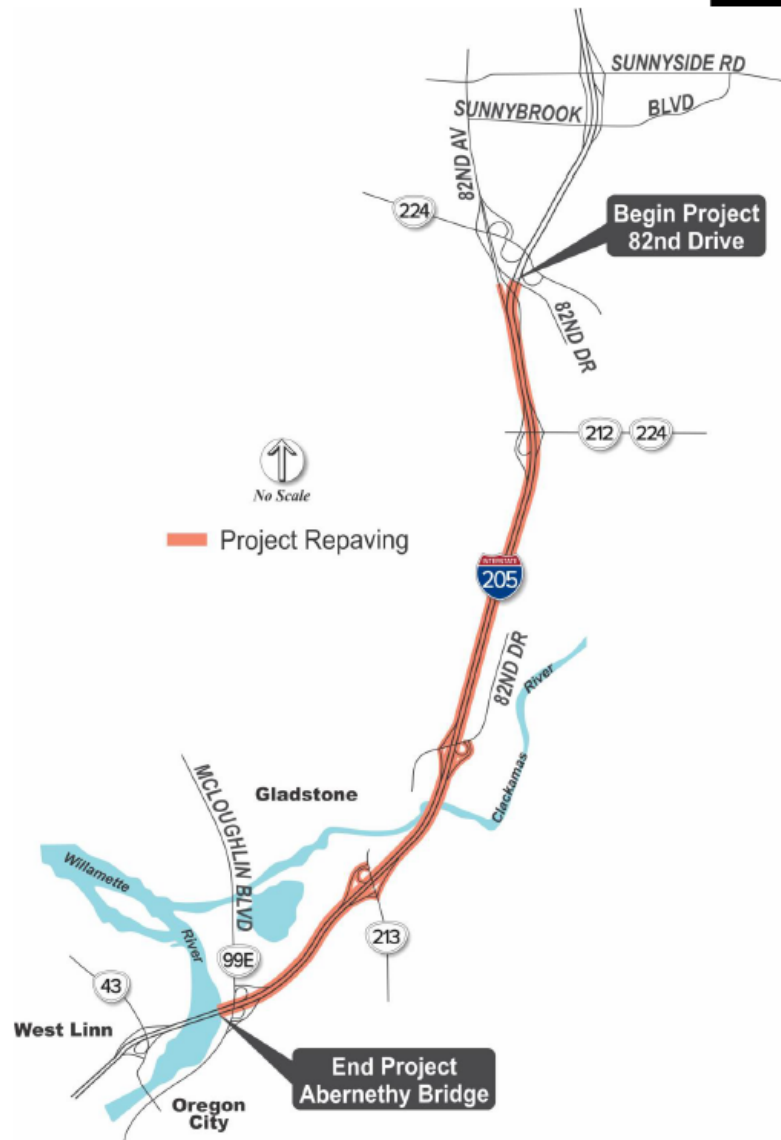 SUNNYSIDE RD
SUNNYBROOK
BLVD
82ND AV
224
Begin Project
82nd Drive
82ND DR
212
224
No Scale
Project Repaving
INTERSTATE
205
82ND DR
River
Clackamas
Gladstone
MCLOUGHLIN BLVD
Willamette
River
213
99E
43
West Linn
End Project
Abernethy Bridge
Oregon
City